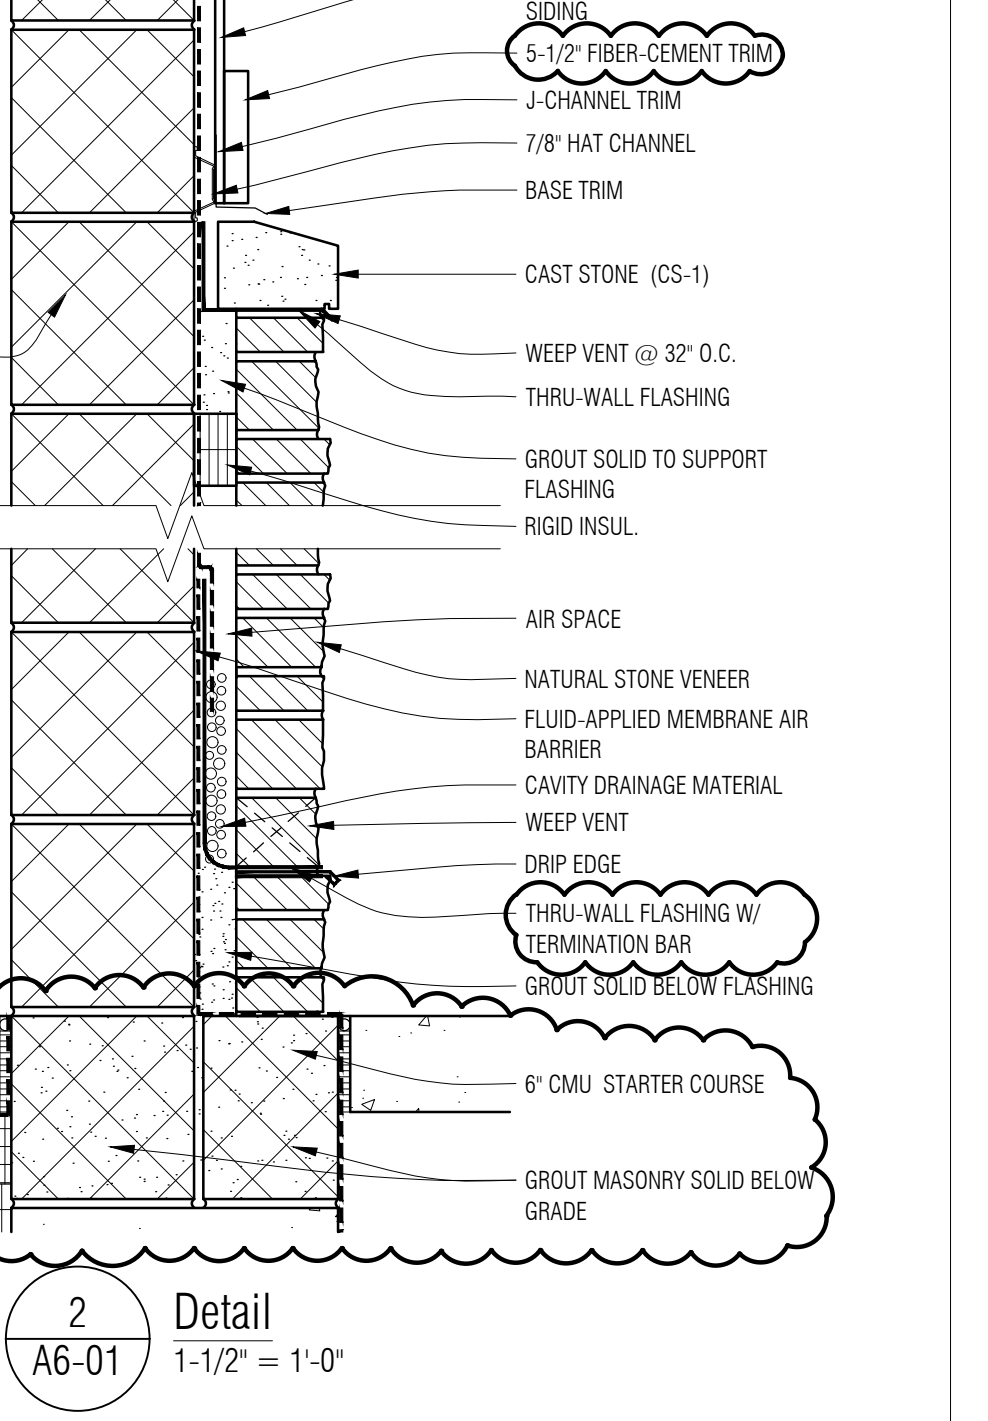 SIDING
5-1/2" FIBER-CEMENT TRIM
J-CHANNEL TRIM
7/8" HAT CHANNEL
BASE TRIM
CAST STONE (CS-1)
WEEP VENT @ 32" O.C.
THRU-WALL FLASHING
GROUT SOLID TO SUPPORT
FLASHING
RIGID INSUL.
AIR SPACE
NATURAL STONE VENEER
FLUID-APPLIED MEMBRANE AIR
BARRIER
CAVITY DRAINAGE MATERIAL
WEEP VENT
DRIP EDGE
THRU-WALL FLASHING W/
TERMINATION BAR
GROUT SOLID BELOW FLASHING
6" CMU STARTER COURSE
GROUT MASONRY SOLID BELOW
GRADE
2
A6-01
Detail
1-1/2" = 1'-0"